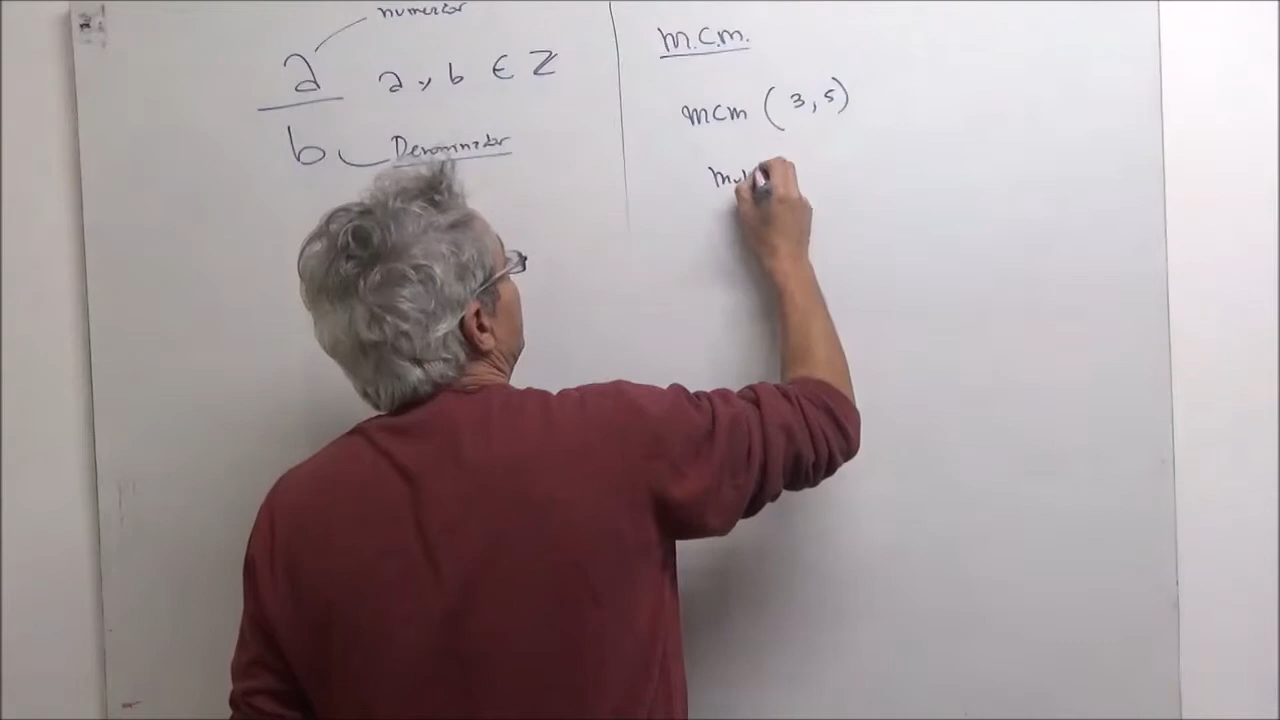 numerador
a a y b ∈ Z
b Denominador
m.c.m.
mcm (3,5)
mul